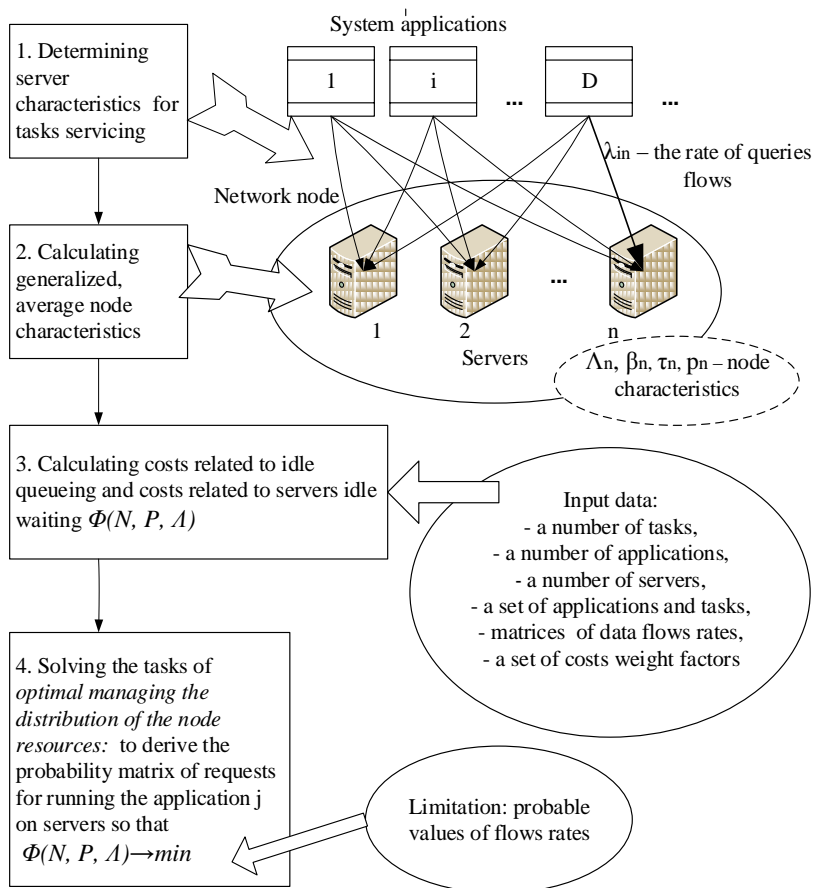 System applications
1. Determining
server
characteristics for
tasks servicing
1
i
...
D
...
λin – the rate of queries
flows
Network node
2. Calculating
generalized,
average node
characteristics
...
1
2
n
Servers
Λn, βn, τn, pn – node
characteristics
3. Calculating costs related to idle
queueing and costs related to servers idle
waiting Φ(N, P, Λ)
Input data:
- a number of tasks,
- a number of applications,
- a number of servers,
- a set of applications and tasks,
- matrices of data flows rates,
- a set of costs weight factors
4. Solving the tasks of
optimal managing the
distribution of the node
resources: to derive the
probability matrix of requests
for running the application j
on servers so that
Φ(N, P, Λ)→min
Limitation: probable
values of flows rates